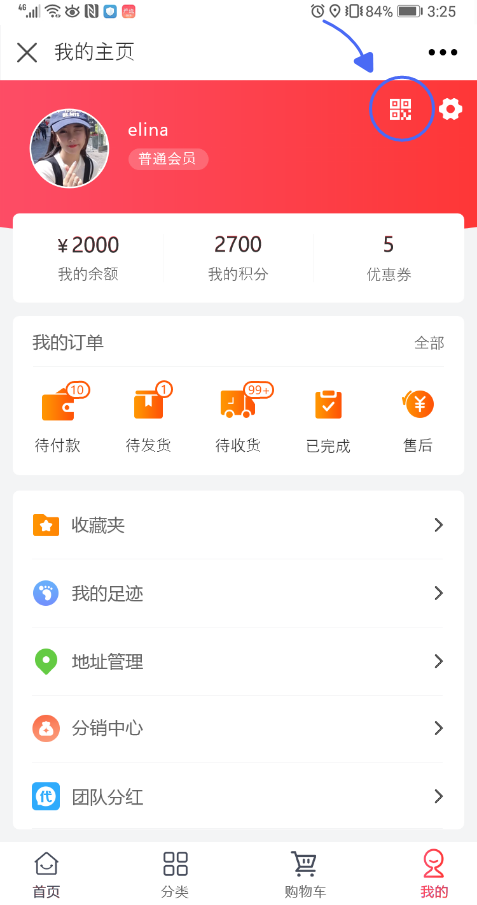 4G 84% 3:25
我的主页
elina
普通会员
¥2000 2700 5
我的余额 我的积分 优惠券
我的订单 全部
10 1 99+
待付款 待发货 待收货 已完成 售后
收藏夹
我的足迹
地址管理
分销中心
代 团队分红
首页 分类 购物车 我的